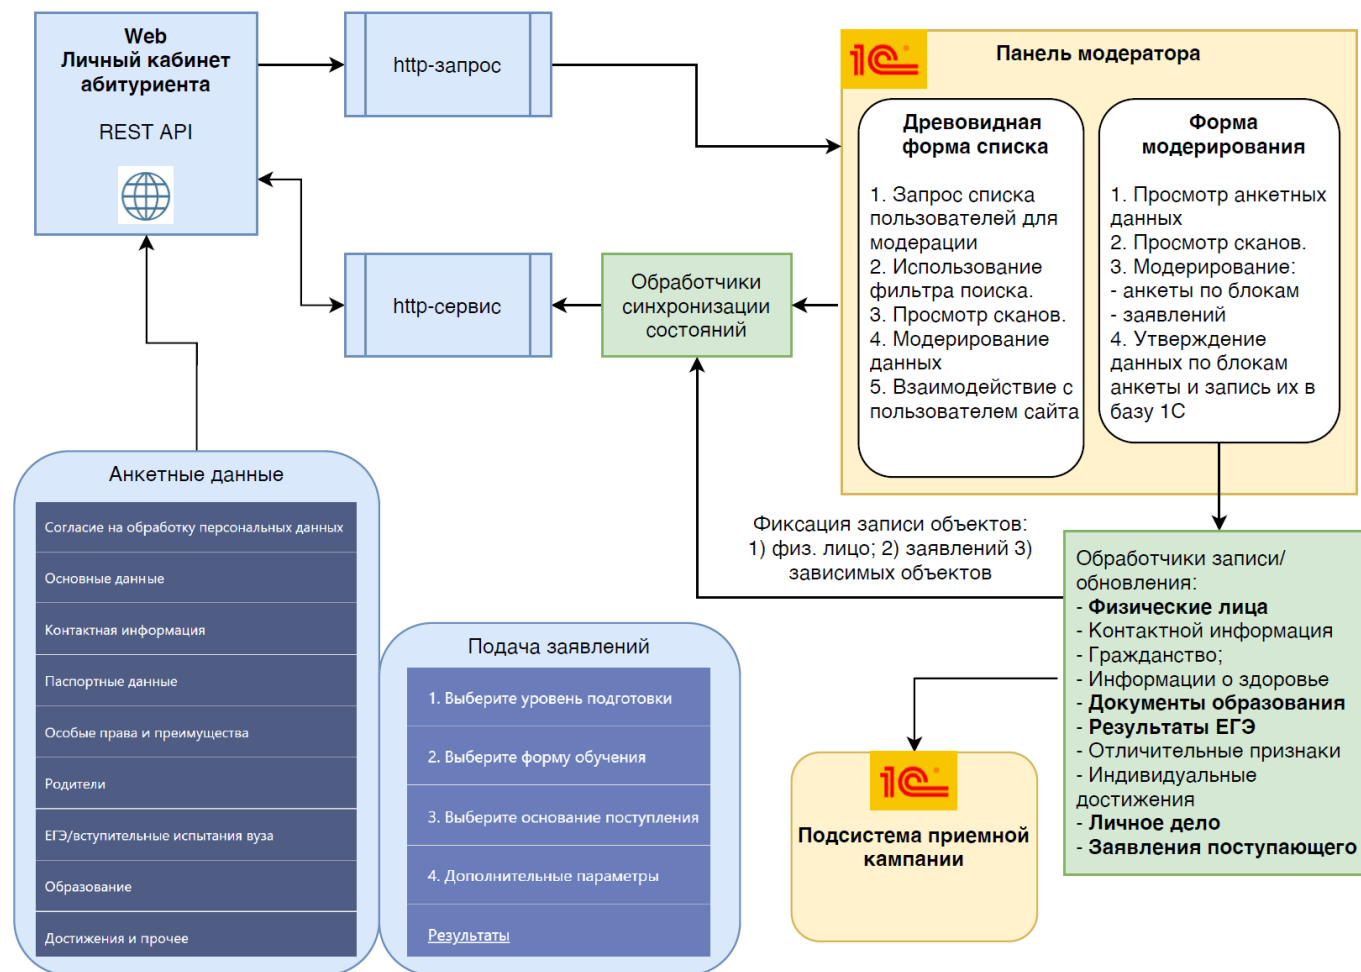 Web
Личный кабинет
абитуриента
REST API
http-запрос
http-сервис
Обработчики
синхронизации
состояний
1С
Панель модератора
Древовидная
форма списка
1. Запрос списка
пользователей для
модерации
2. Использование
фильтра поиска.
3. Просмотр сканов.
4. Модерирование
данных
5. Взаимодействие с
пользователем сайта
Форма
модерирования
1. Просмотр анкетных
данных
2. Просмотр сканов.
3. Модерирование:
- анкеты по блокам
- заявлений
4. Утверждение
данных по блокам
анкеты и запись их в
базу 1С
Анкетные данные
Согласие на обработку персональных данных
Основные данные
Контактная информация
Паспортные данные
Особые права и преимущества
Родители
ЕГЭ/вступительные испытания вуза
Образование
Достижения и прочее
Подача заявлений
1. Выберите уровень подготовки
2. Выберите форму обучения
3. Выберите основание поступления
4. Дополнительные параметры
Результаты
Фиксация записи объектов:
1) физ. лицо; 2) заявлений 3)
зависимых объектов
Обработчики записи/
обновления:
- Физические лица
- Контактной информация
- Гражданство;
- Информации о здоровье
- Документы образования
- Результаты ЕГЭ
- Отличительные признаки
- Индивидуальные
достижения
- Личное дело
- Заявления поступающего
1С
Подсистема приемной
кампании